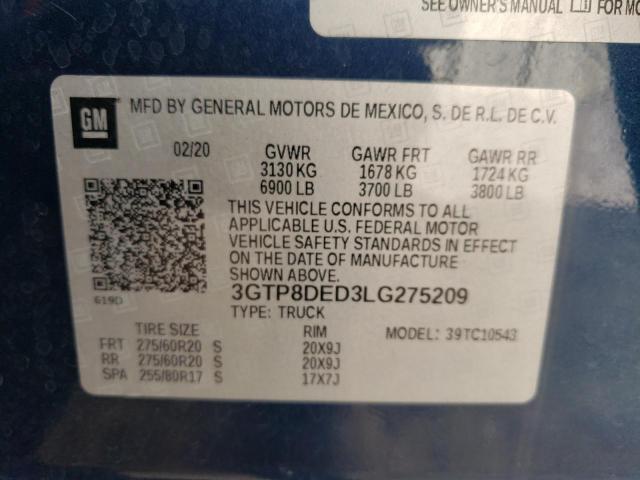 SEE OWNER'S MANUAL FOR MO
GM
MFD BY GENERAL MOTORS DE MEXICO, S. DE R.L. DE C.V.
02/20 GVWR GAWR FRT GAWR RR
3130 KG 1678 KG 1724 KG
6900 LB 3700 LB 3800 LB
THIS VEHICLE CONFORMS TO ALL
APPLICABLE U.S. FEDERAL MOTOR
VEHICLE SAFETY STANDARDS IN EFFECT
ON THE DATE OF MANUFACTURE
SHOWN ABOVE.
619D
3GTP8DED3LG275209
TYPE: TRUCK
TIRE SIZE RIM MODEL: 39TC10543
FRT 275/60R20 S 20X9J
RR 275/60R20 S 20X9J
SPA 255/80R17 S 17X7J